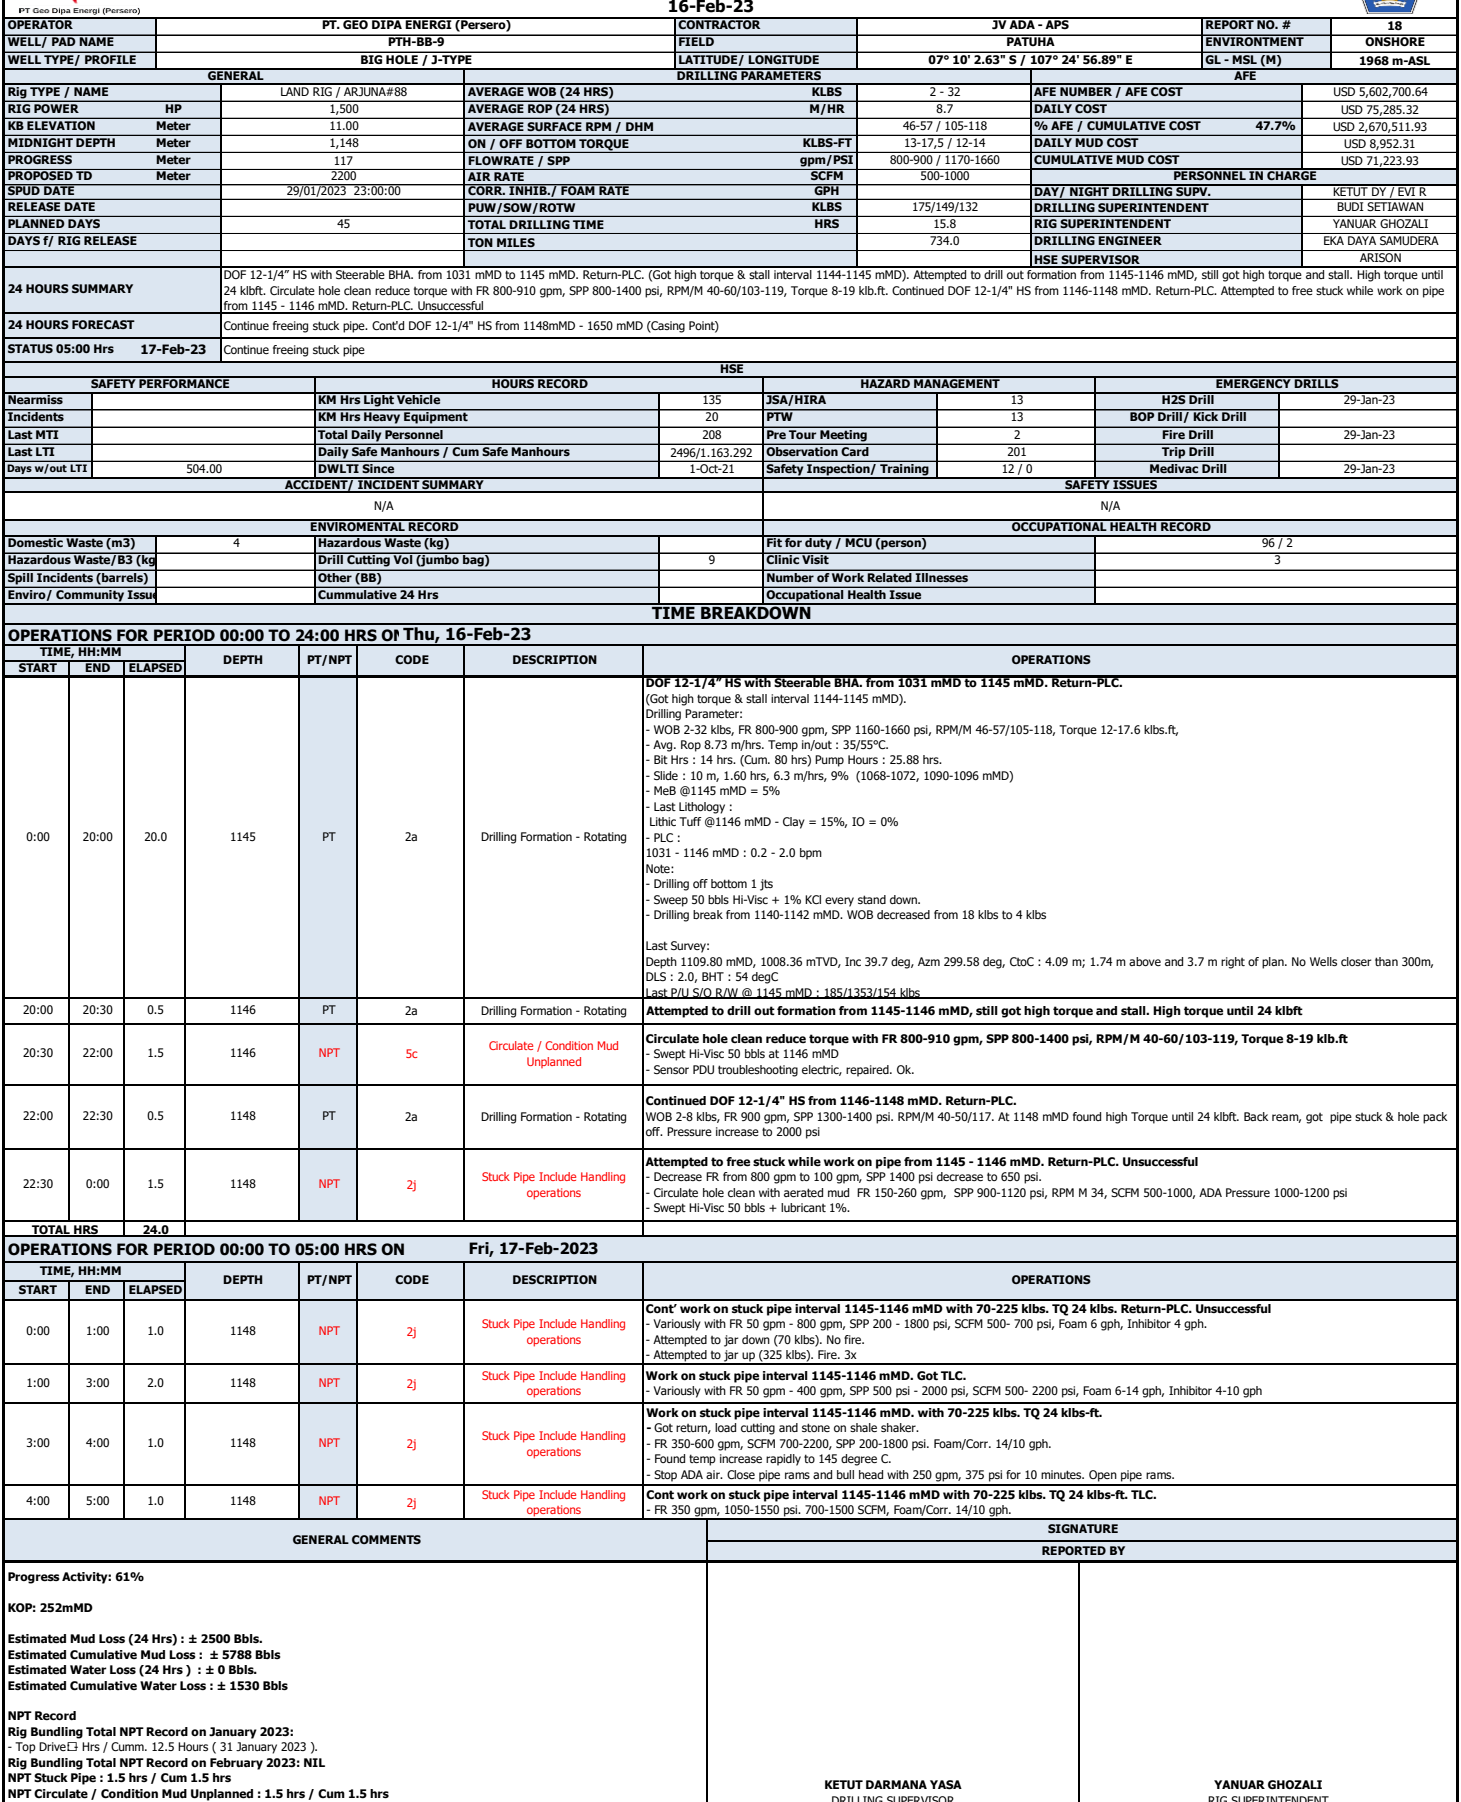 16-Feb-23
PT Geo Dipa Energi (Persero)
OPERATOR PT. GEO DIPA ENERGI (Persero) CONTRACTOR JV ADA - APS REPORT NO. # 18
WELL/ PAD NAME PTH-BB-9 FIELD PATUHA ENVIRONTMENT ONSHORE
WELL TYPE/ PROFILE BIG HOLE / J-TYPE LATITUDE/ LONGITUDE 07° 10' 2.63" S / 107° 24' 56.89" E GL - MSL (M) 1968 m-ASL
GENERAL DRILLING PARAMETERS AFE
Rig TYPE / NAME LAND RIG / ARJUNA#88 AVERAGE WOB (24 HRS) KLBS 2 - 32 AFE NUMBER / AFE COST USD 5,602,700.64
RIG POWER HP 1,500 AVERAGE ROP (24 HRS) M/HR 8.7 DAILY COST USD 75,285.32
KB ELEVATION Meter 11.00 AVERAGE SURFACE RPM / DHM 46-57 / 105-118 % AFE / CUMULATIVE COST 47.7% USD 2,670,511.93
MIDNIGHT DEPTH Meter 1,148 ON / OFF BOTTOM TORQUE KLBS-FT 13-17,5 / 12-14 DAILY MUD COST USD 8,952.31
PROGRESS Meter 117 FLOWRATE / SPP gpm/PSI 800-900 / 1170-1660 CUMULATIVE MUD COST USD 71,223.93
PROPOSED TD Meter 2200 AIR RATE SCFM 500-1000 PERSONNEL IN CHARGE
SPUD DATE 29/01/2023 23:00:00 CORR. INHIB./ FOAM RATE GPH DAY/ NIGHT DRILLING SUPV. KETUT DY / EVI R
RELEASE DATE PUW/SOW/ROTW KLBS 175/149/132 DRILLING SUPERINTENDENT BUDI SETIAWAN
PLANNED DAYS 45 TOTAL DRILLING TIME HRS 15.8 RIG SUPERINTENDENT YANUAR GHOZALI
DAYS f/ RIG RELEASE TON MILES 734.0 DRILLING ENGINEER EKA DAYA SAMUDERA
HSE SUPERVISOR ARISON
24 HOURS SUMMARY DOF 12-1/4” HS with Steerable BHA. from 1031 mMD to 1145 mMD. Return-PLC. (Got high torque & stall interval 1144-1145 mMD). Attempted to drill out formation from 1145-1146 mMD, still got high torque and stall. High torque until
24 klbft. Circulate hole clean reduce torque with FR 800-910 gpm, SPP 800-1400 psi, RPM/M 40-60/103-119, Torque 8-19 klb.ft. Continued DOF 12-1/4" HS from 1146-1148 mMD. Return-PLC. Attempted to free stuck while work on pipe
from 1145 - 1146 mMD. Return-PLC. Unsuccessful
24 HOURS FORECAST Continue freeing stuck pipe. Cont'd DOF 12-1/4" HS from 1148mMD - 1650 mMD (Casing Point)
STATUS 05:00 Hrs 17-Feb-23 Continue freeing stuck pipe
HSE
SAFETY PERFORMANCE HOURS RECORD HAZARD MANAGEMENT EMERGENCY DRILLS
Nearmiss KM Hrs Light Vehicle 135 JSA/HIRA 13 H2S Drill 29-Jan-23
Incidents KM Hrs Heavy Equipment 20 PTW 13 BOP Drill/ Kick Drill
Last MTI Total Daily Personnel 208 Pre Tour Meeting 2 Fire Drill 29-Jan-23
Last LTI Daily Safe Manhours / Cum Safe Manhours 2496/1.163.292 Observation Card 201 Trip Drill
Days w/out LTI 504.00 DWLTI Since 1-Oct-21 Safety Inspection/ Training 12 / 0 Medivac Drill 29-Jan-23
ACCIDENT/ INCIDENT SUMMARY SAFETY ISSUES
N/A N/A
ENVIROMENTAL RECORD OCCUPATIONAL HEALTH RECORD
Domestic Waste (m3) 4 Hazardous Waste (kg) Fit for duty / MCU (person) 96 / 2
Hazardous Waste/B3 (kg Drill Cutting Vol (jumbo bag) 9 Clinic Visit 3
Spill Incidents (barrels) Other (BB) Number of Work Related Illnesses
Enviro/ Community Issue Cummulative 24 Hrs Occupational Health Issue
TIME BREAKDOWN
OPERATIONS FOR PERIOD 00:00 TO 24:00 HRS ON Thu, 16-Feb-23
TIME, HH:MM DEPTH PT/NPT CODE DESCRIPTION OPERATIONS
START END ELAPSED
DOF 12-1/4” HS with Steerable BHA. from 1031 mMD to 1145 mMD. Return-PLC.
(Got high torque & stall interval 1144-1145 mMD).
Drilling Parameter:
- WOB 2-32 klbs, FR 800-900 gpm, SPP 1160-1660 psi, RPM/M 46-57/105-118, Torque 12-17.6 klbs.ft,
- Avg. Rop 8.73 m/hrs. Temp in/out : 35/55°C.
- Bit Hrs : 14 hrs. (Cum. 80 hrs) Pump Hours : 25.88 hrs.
- Slide : 10 m, 1.60 hrs, 6.3 m/hrs, 9% (1068-1072, 1090-1096 mMD)
- MeB @1145 mMD = 5%
- Last Lithology :
Lithic Tuff @1146 mMD - Clay = 15%, IO = 0%
0:00 20:00 20.0 1145 PT 2a Drilling Formation - Rotating - PLC :
1031 - 1146 mMD : 0.2 - 2.0 bpm
Note:
- Drilling off bottom 1 jts
- Sweep 50 bbls Hi-Visc + 1% KCl every stand down.
- Drilling break from 1140-1142 mMD. WOB decreased from 18 klbs to 4 klbs
Last Survey:
Depth 1109.80 mMD, 1008.36 mTVD, Inc 39.7 deg, Azm 299.58 deg, CtoC : 4.09 m; 1.74 m above and 3.7 m right of plan. No Wells closer than 300m,
DLS : 2.0, BHT : 54 degC
Last P/U S/O R/W @ 1145 mMD : 185/1353/154 klbs
20:00 20:30 0.5 1146 PT 2a Drilling Formation - Rotating Attempted to drill out formation from 1145-1146 mMD, still got high torque and stall. High torque until 24 klbft
20:30 22:00 1.5 1146 NPT 5c Circulate / Condition Mud Unplanned Circulate hole clean reduce torque with FR 800-910 gpm, SPP 800-1400 psi, RPM/M 40-60/103-119, Torque 8-19 klb.ft
- Swept Hi-Visc 50 bbls at 1146 mMD
- Sensor PDU troubleshooting electric, repaired. Ok.
22:00 22:30 0.5 1148 PT 2a Drilling Formation - Rotating Continued DOF 12-1/4" HS from 1146-1148 mMD. Return-PLC.
WOB 2-8 klbs, FR 900 gpm, SPP 1300-1400 psi. RPM/M 40-50/117. At 1148 mMD found high Torque until 24 klbft. Back ream, got pipe stuck & hole pack
off. Pressure increase to 2000 psi
22:30 0:00 1.5 1148 NPT 2j Stuck Pipe Include Handling operations Attempted to free stuck while work on pipe from 1145 - 1146 mMD. Return-PLC. Unsuccessful
- Decrease FR from 800 gpm to 100 gpm, SPP 1400 psi decrease to 650 psi.
- Circulate hole clean with aerated mud FR 150-260 gpm, SPP 900-1120 psi, RPM M 34, SCFM 500-1000, ADA Pressure 1000-1200 psi
- Swept Hi-Visc 50 bbls + lubricant 1%.
TOTAL HRS 24.0
OPERATIONS FOR PERIOD 00:00 TO 05:00 HRS ON Fri, 17-Feb-2023
TIME, HH:MM DEPTH PT/NPT CODE DESCRIPTION OPERATIONS
START END ELAPSED
0:00 1:00 1.0 1148 NPT 2j Stuck Pipe Include Handling operations Cont’ work on stuck pipe interval 1145-1146 mMD with 70-225 klbs. TQ 24 klbs. Return-PLC. Unsuccessful
- Variously with FR 50 gpm - 800 gpm, SPP 200 - 1800 psi, SCFM 500- 700 psi, Foam 6 gph, Inhibitor 4 gph.
- Attempted to jar down (70 klbs). No fire.
- Attempted to jar up (325 klbs). Fire. 3x
1:00 3:00 2.0 1148 NPT 2j Stuck Pipe Include Handling operations Work on stuck pipe interval 1145-1146 mMD. Got TLC.
- Variously with FR 50 gpm - 400 gpm, SPP 500 psi - 2000 psi, SCFM 500- 2200 psi, Foam 6-14 gph, Inhibitor 4-10 gph
3:00 4:00 1.0 1148 NPT 2j Stuck Pipe Include Handling operations Work on stuck pipe interval 1145-1146 mMD. with 70-225 klbs. TQ 24 klbs-ft.
- Got return, load cutting and stone on shale shaker.
- FR 350-600 gpm, SCFM 700-2200, SPP 200-1800 psi. Foam/Corr. 14/10 gph.
- Found temp increase rapidly to 145 degree C.
- Stop ADA air. Close pipe rams and bull head with 250 gpm, 375 psi for 10 minutes. Open pipe rams.
4:00 5:00 1.0 1148 NPT 2j Stuck Pipe Include Handling operations Cont work on stuck pipe interval 1145-1146 mMD with 70-225 klbs. TQ 24 klbs-ft. TLC.
- FR 350 gpm, 1050-1550 psi. 700-1500 SCFM, Foam/Corr. 14/10 gph.
GENERAL COMMENTS SIGNATURE
REPORTED BY
Progress Activity: 61%
KOP: 252mMD
Estimated Mud Loss (24 Hrs) : ± 2500 Bbls.
Estimated Cumulative Mud Loss : ± 5788 Bbls
Estimated Water Loss (24 Hrs ) : ± 0 Bbls.
Estimated Cumulative Water Loss : ± 1530 Bbls
NPT Record
Rig Bundling Total NPT Record on January 2023:
- Top Drive Hrs / Cumm. 12.5 Hours ( 31 January 2023 ).
Rig Bundling Total NPT Record on February 2023: NIL
NPT Stuck Pipe : 1.5 hrs / Cum 1.5 hrs
NPT Circulate / Condition Mud Unplanned : 1.5 hrs / Cum 1.5 hrs
KETUT DARMANA YASA YANUAR GHOZALI
DRILLING SUPERVISOR RIG SUPERINTENDENT